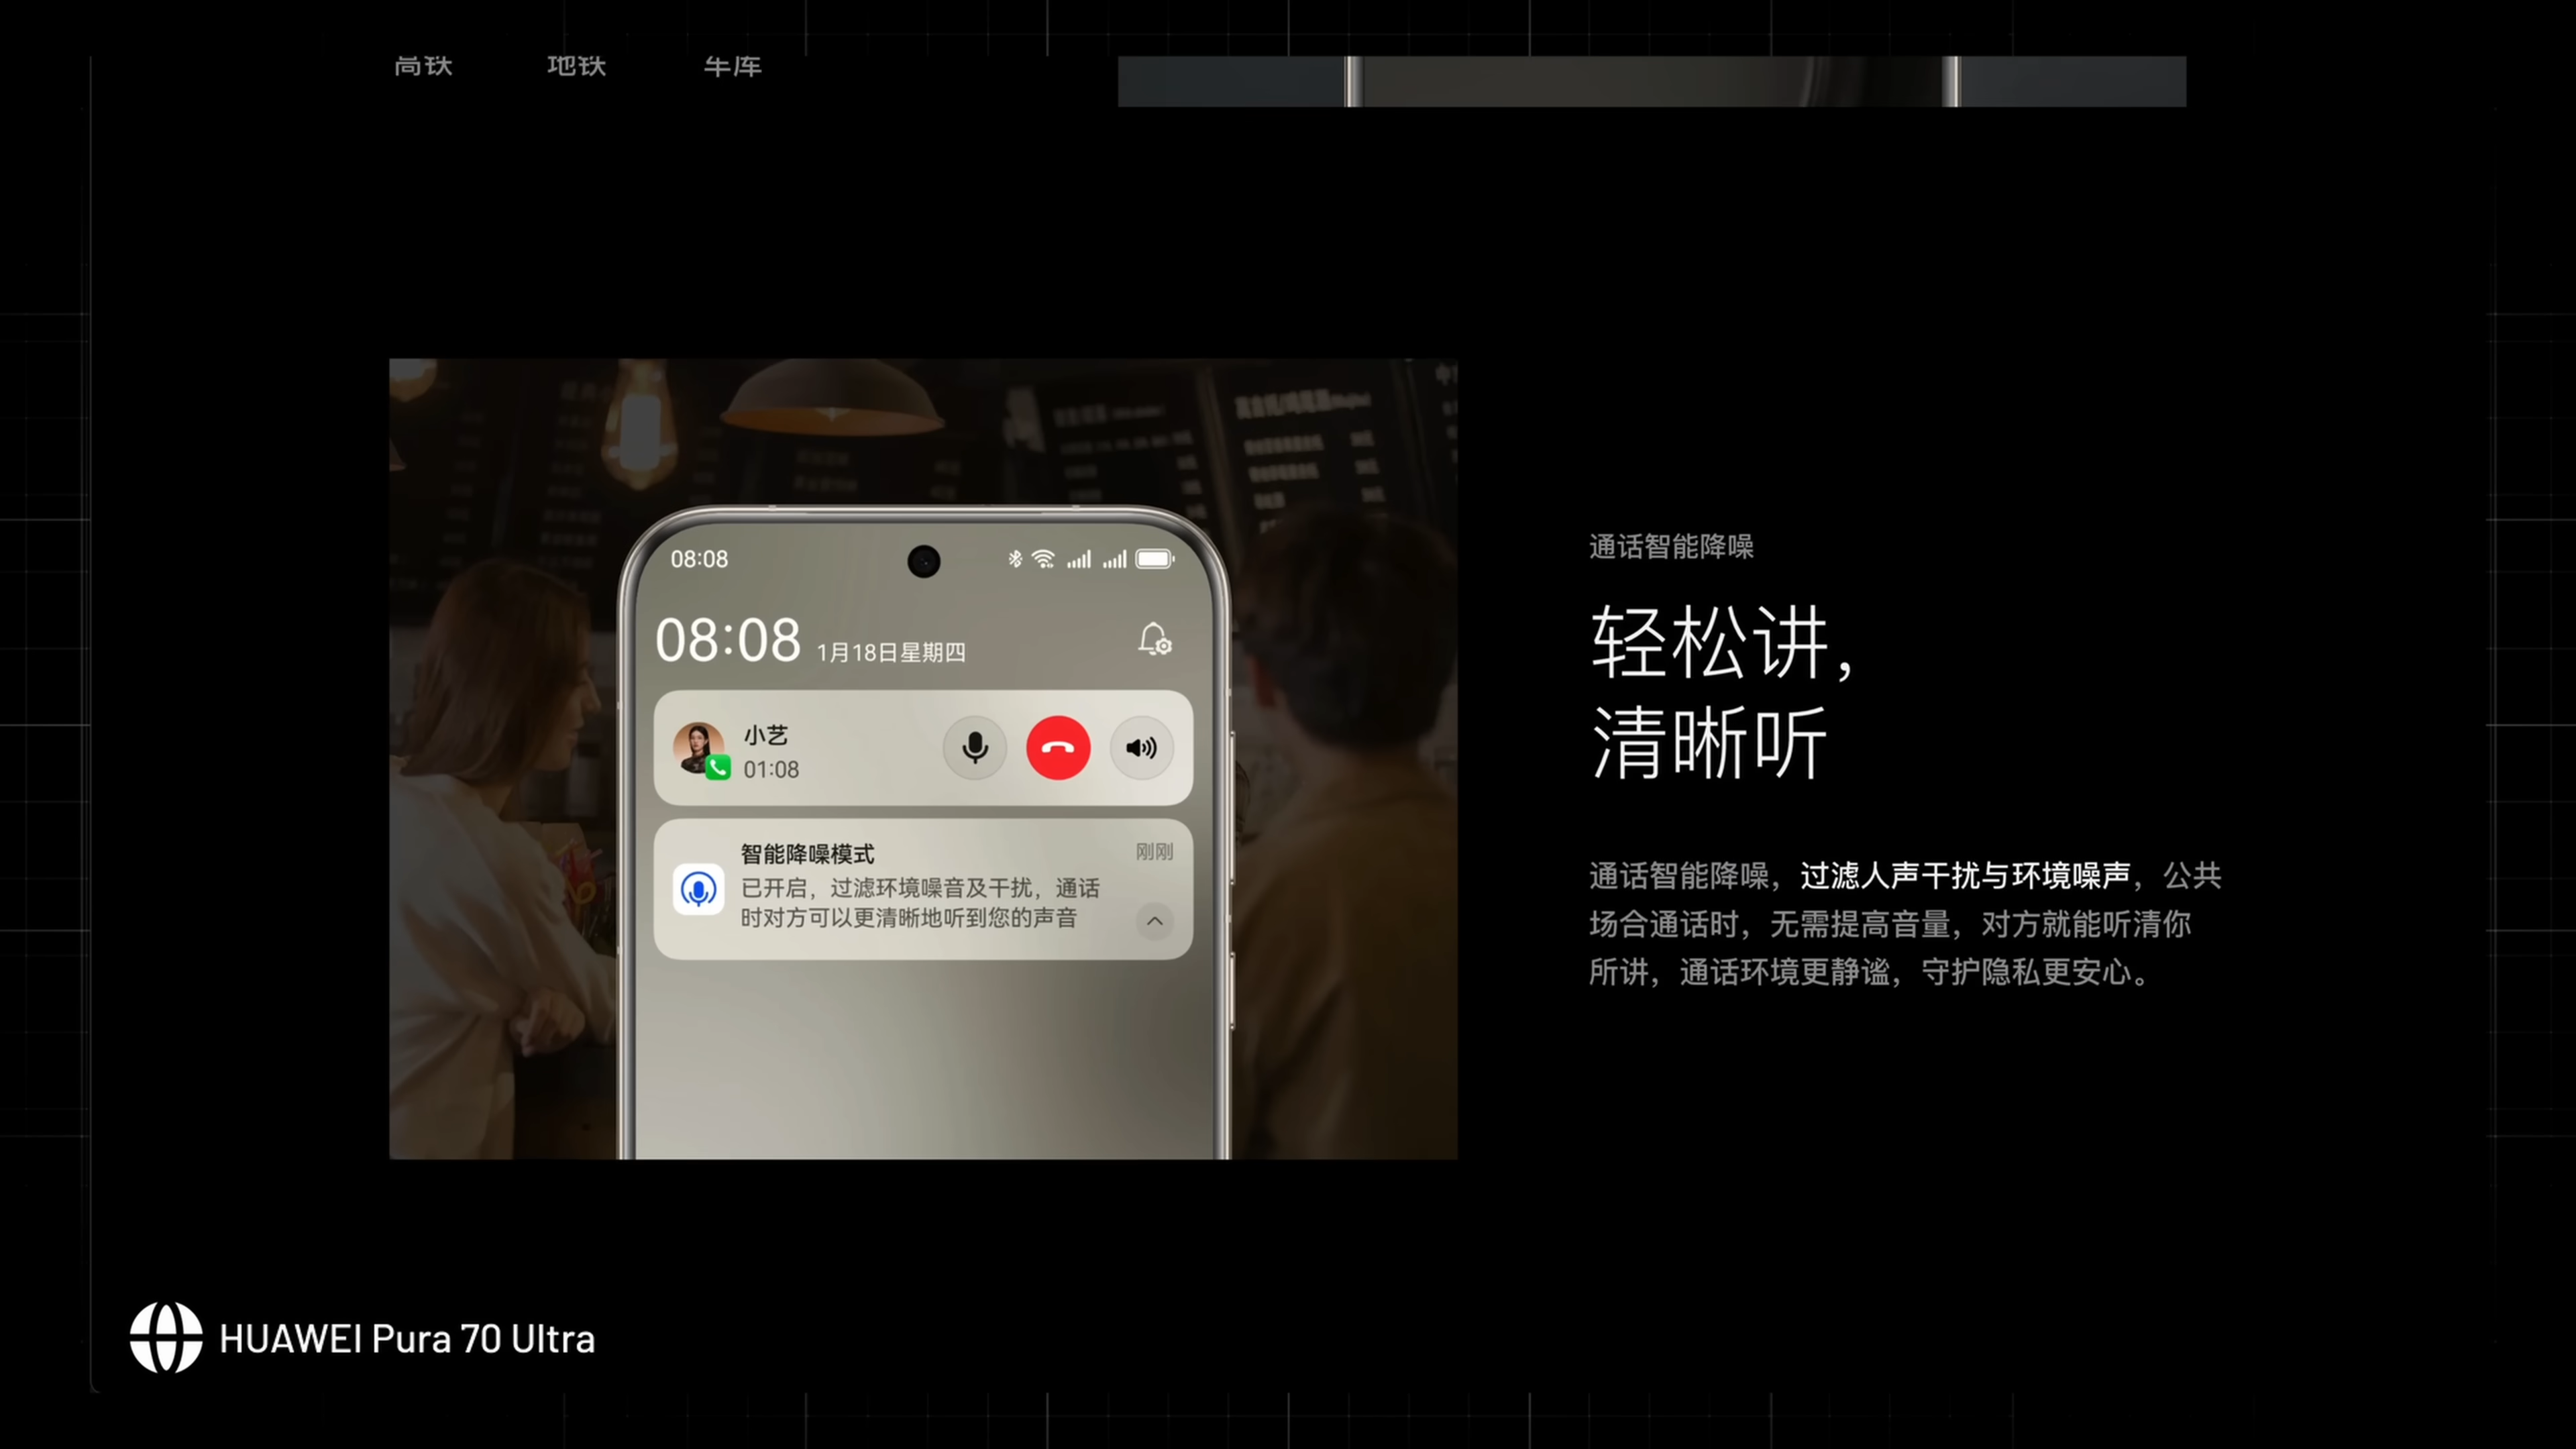 高铁 地铁 车库
08:08
08:08 1月18日星期四
小艺
01:08
智能降噪模式 刚刚
已开启，过滤环境噪音及干扰，通话
时对方可以更清晰地听到您的声音
通话智能降噪
轻松讲，
清晰听
通话智能降噪，过滤人声干扰与环境噪声，公共
场合通话时，无需提高音量，对方就能听清你
所讲，通话环境更静谧，守护隐私更安心。
HUAWEI Pura 70 Ultra